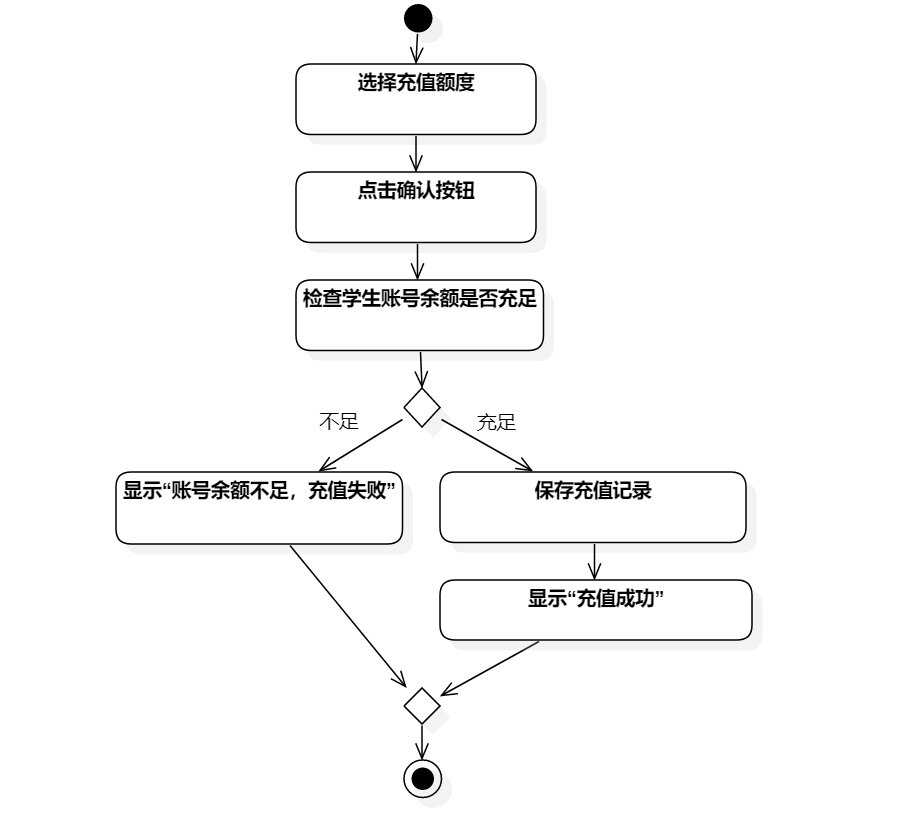 选择充值额度
点击确认按钮
检查学生账号余额是否充足
不足
充足
显示“账号余额不足，充值失败”
保存充值记录
显示“充值成功”